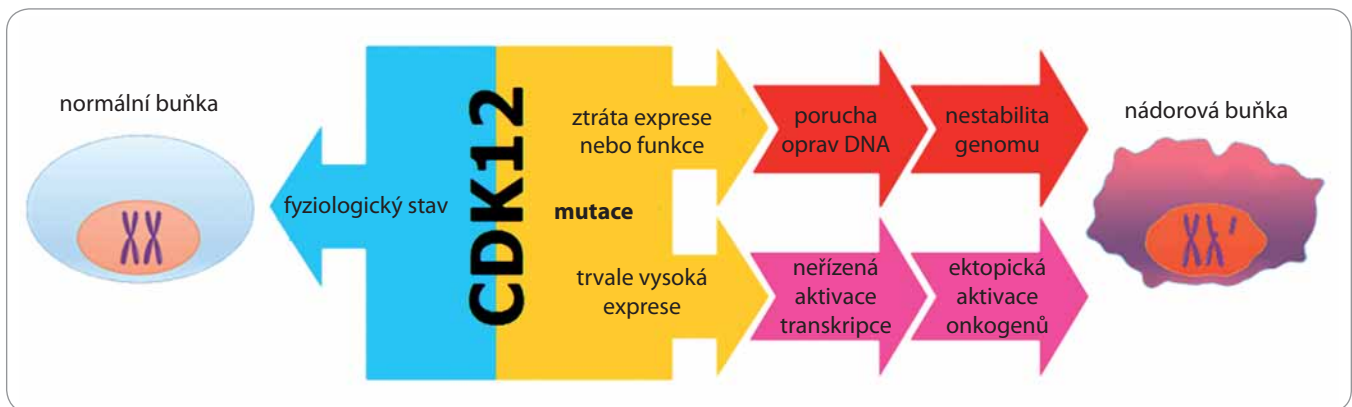 normální buňka
fyziologický stav
CDK12
mutace
ztráta exprese
nebo funkce
porucha
oprav DNA
nestabilita
genomu
trvale vysoká
exprese
neřízená
aktivace
transkripce
ektopická
aktivace
onkogenů
nádorová buňka